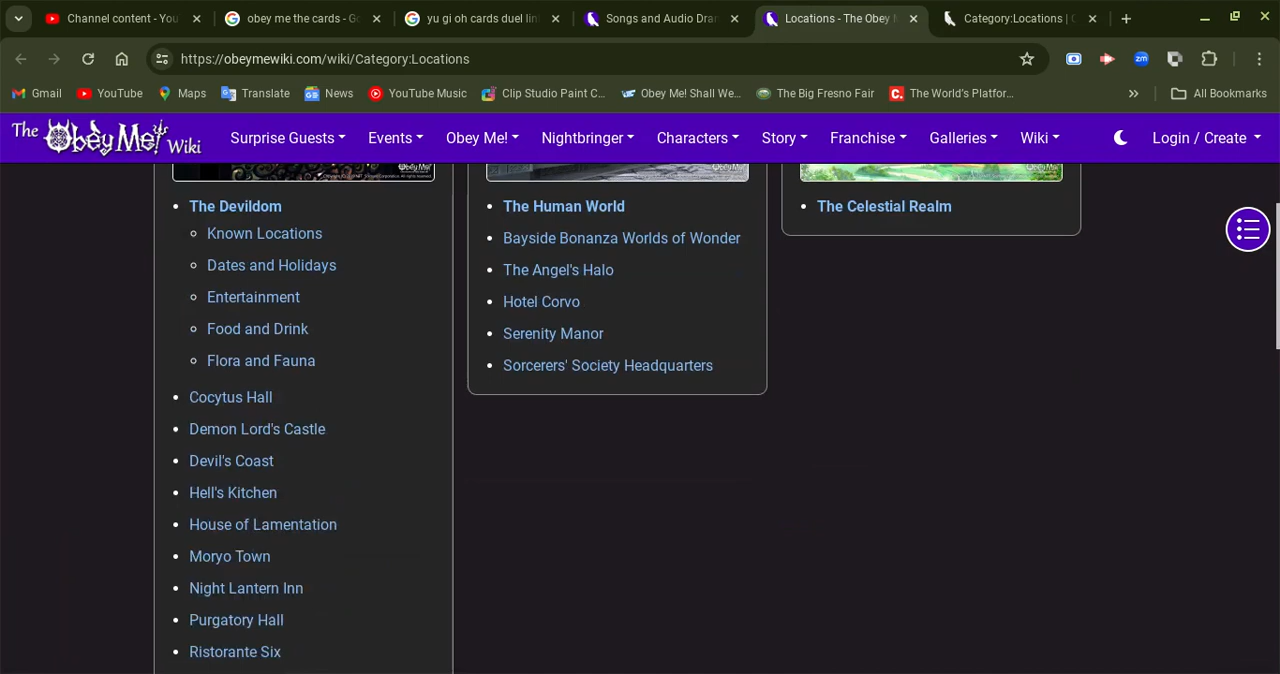 Channel content - You
obey me the cards - Go
yu gi oh cards duel lin
Songs and Audio Dran
Locations - The Obey M
Category:Locations | O
https://obeymewiki.com/wiki/Category:Locations
Gmail
YouTube
Maps
Translate
News
YouTube Music
Clip Studio Paint C...
Obey Me! Shall We...
The Big Fresno Fair
The World's Platfor...
All Bookmarks
The Obey Me! Wiki
Surprise Guests
Events
Obey Me!
Nightbringer
Characters
Story
Franchise
Galleries
Wiki
Login / Create
The Devildom
Known Locations
Dates and Holidays
Entertainment
Food and Drink
Flora and Fauna
Cocytus Hall
Demon Lord's Castle
Devil's Coast
Hell's Kitchen
House of Lamentation
Moryo Town
Night Lantern Inn
Purgatory Hall
Ristorante Six
The Human World
Bayside Bonanza Worlds of Wonder
The Angel's Halo
Hotel Corvo
Serenity Manor
Sorcerers' Society Headquarters
The Celestial Realm